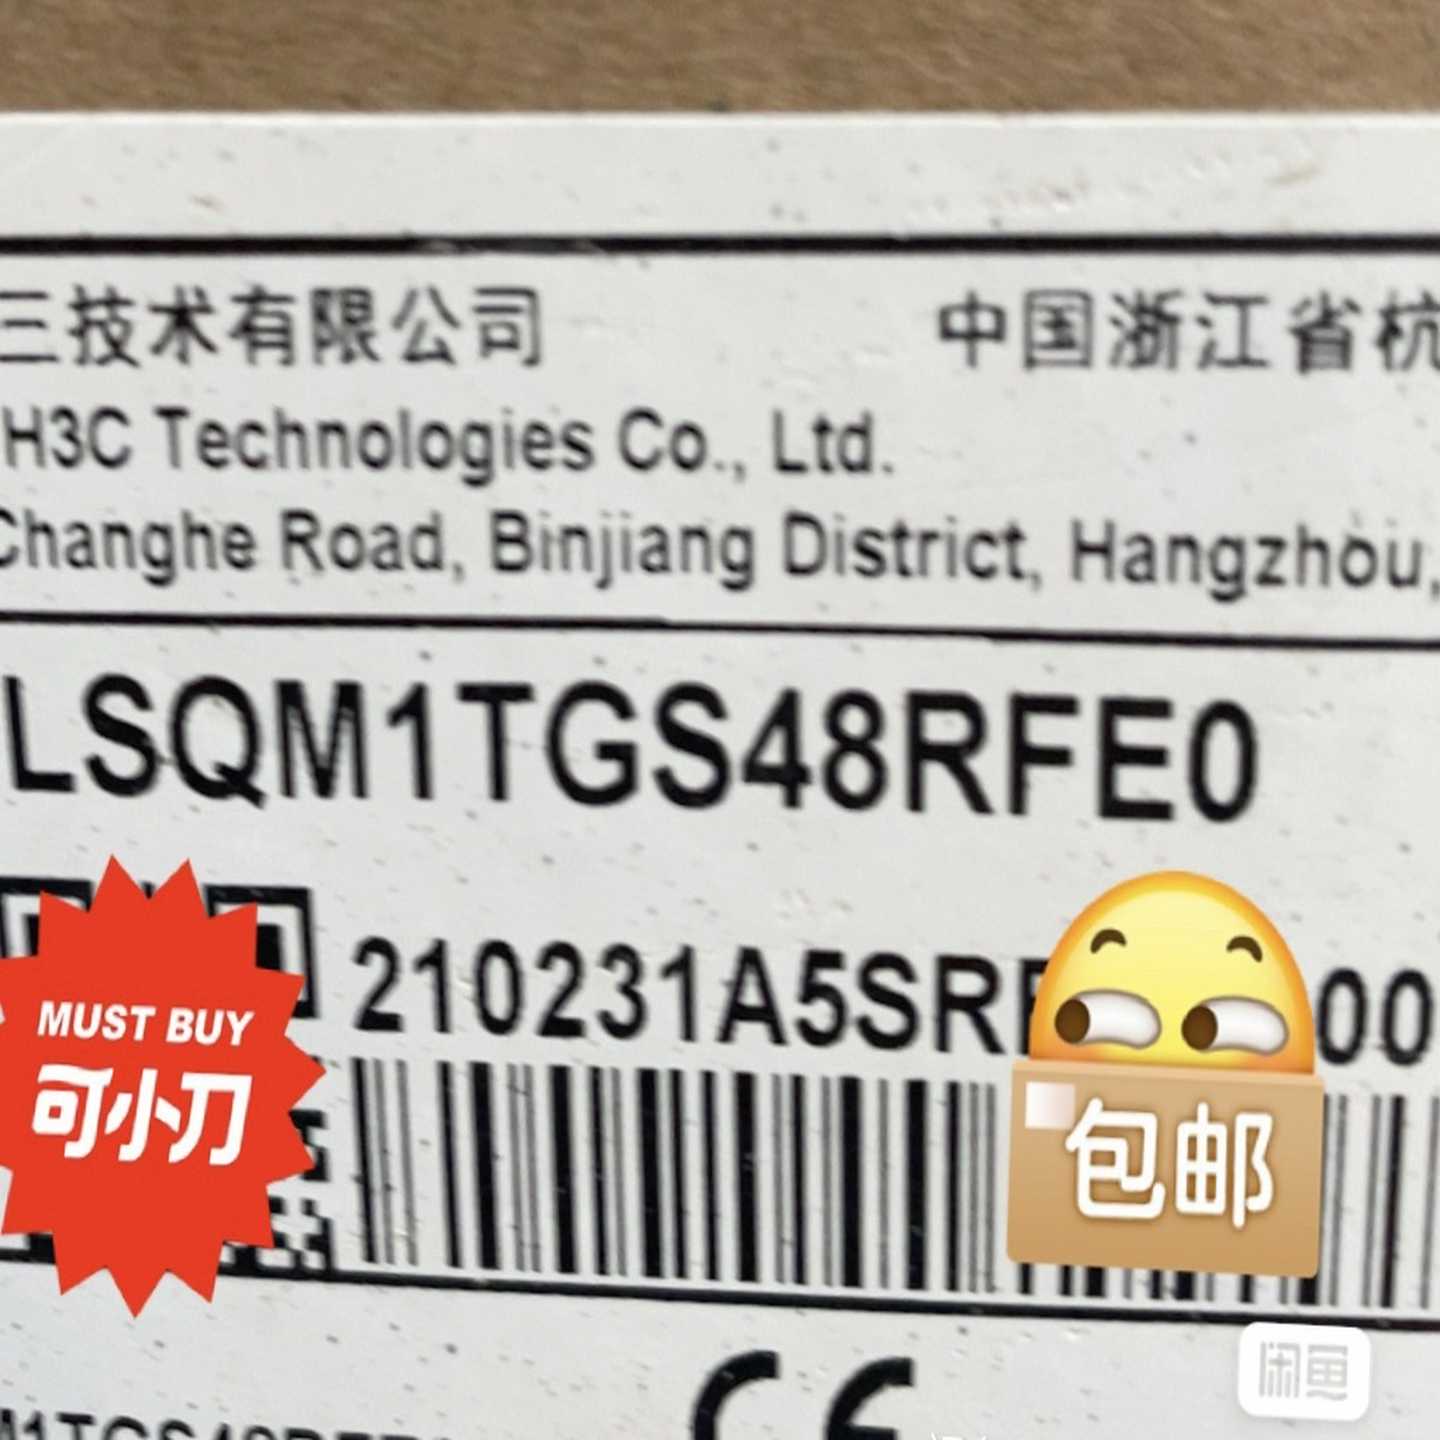 三技术有限公司 中国浙江省杭
H3C Technologies Co., Ltd.
Changhe Road, Binjiang District, Hangzhou,
LSQM1TGS48RFE0
210231A5SR 00
MUST BUY
可小刀
包邮
闲鱼
CE